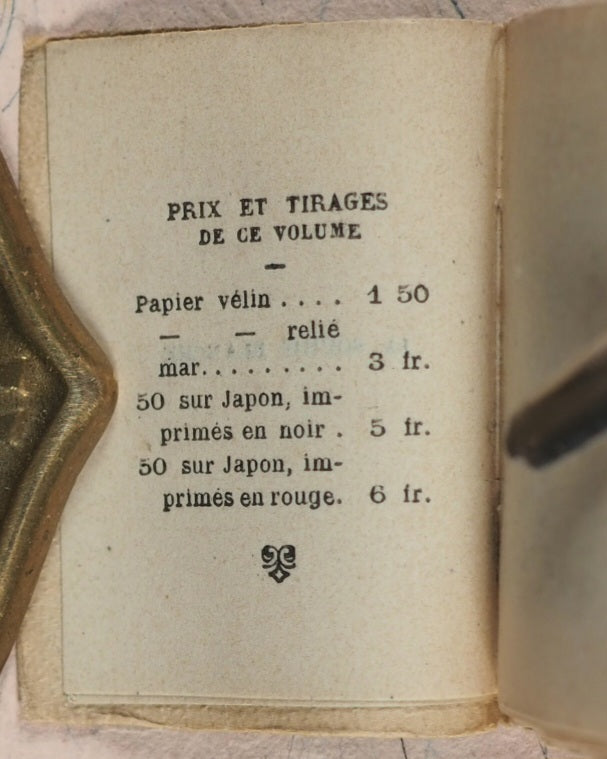 PRIX ET TIRAGES
DE CE VOLUME
—
Papier vélin . . . . 1 50
— — relié
mar. . . . . . . . . . 3 fr.
50 sur Japon, im-
primés en noir . 5 fr.
50 sur Japon, im-
primés en rouge. 6 fr.